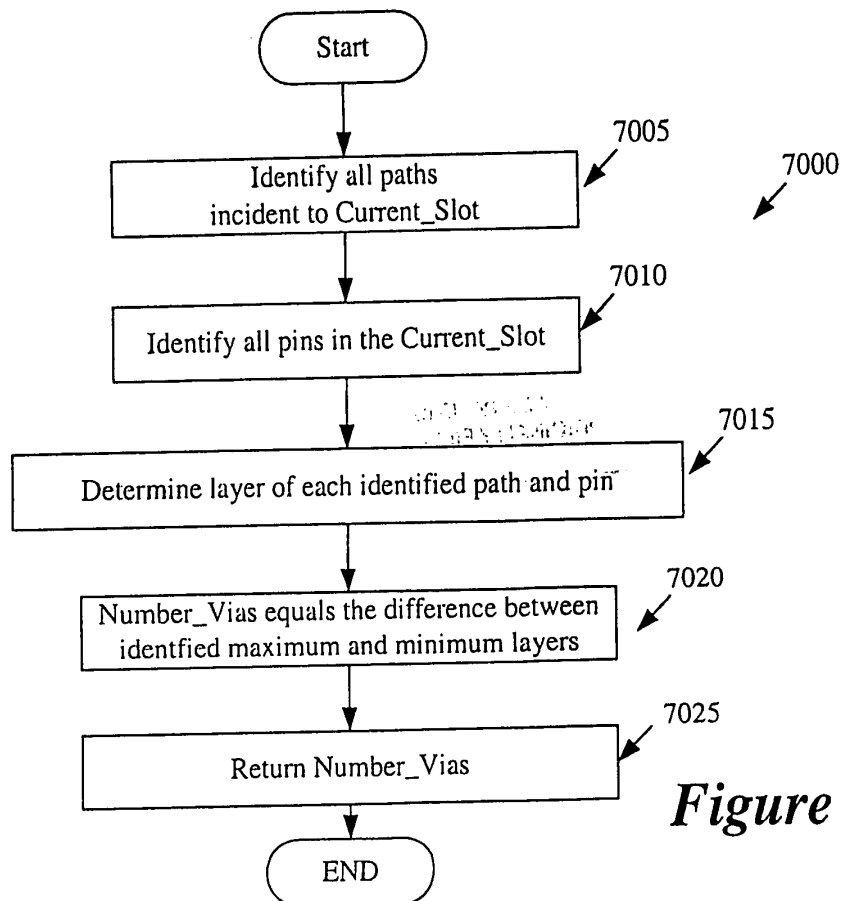 Start
7005
7000
Identify all paths
incident to Current_Slot
7010
Identify all pins in the Current_Slot
7015
Determine layer of each identified path and pin
7020
Number_Vias equals the difference between
identfied maximum and minimum layers
7025
Return Number_Vias
Figure
END